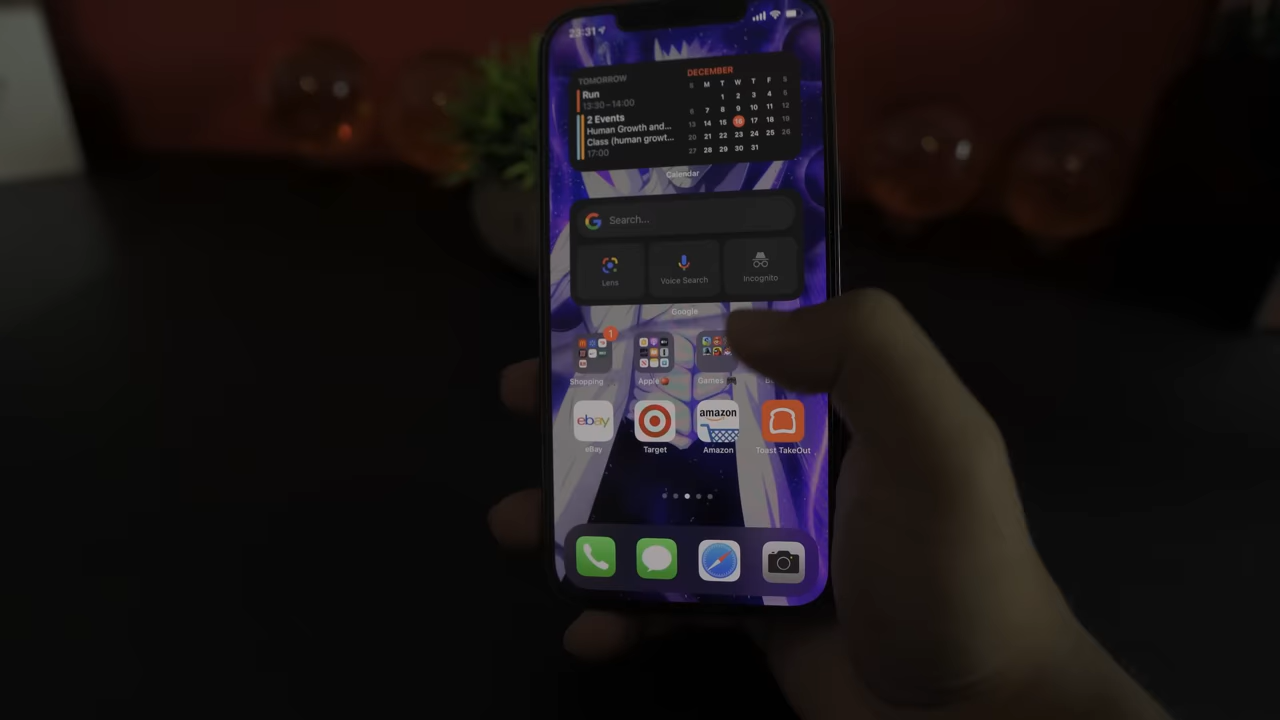 23:31
TOMORROW
Run
13:30–14:00
2 Events
Human Growth and...
Class (human growt...
17:00
DECEMBER
S M T W T F S
1 2 3 4 5
6 7 8 9 10 11 12
13 14 15 16 17 18 19
20 21 22 23 24 25 26
27 28 29 30 31
Calendar
Search...
Lens Voice Search Incognito
Google
1
Shopping Apple Games
ebay amazon
eBay Target Amazon Toast TakeOut